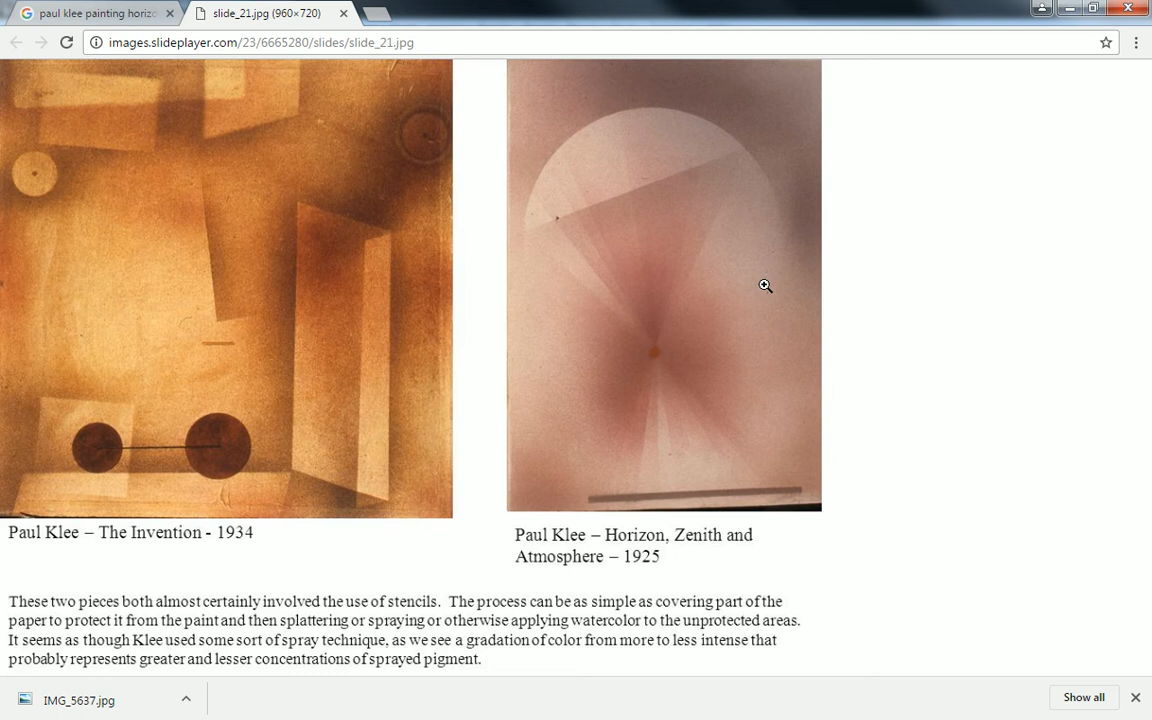 paul klee painting horizo
slide_21.jpg (960×720)
images.slideplayer.com/23/6665280/slides/slide_21.jpg
Paul Klee – The Invention - 1934
Paul Klee – Horizon, Zenith and
Atmosphere – 1925
These two pieces both almost certainly involved the use of stencils.  The process can be as simple as covering part of the
paper to protect it from the paint and then splattering or spraying or otherwise applying watercolor to the unprotected areas.
It seems as though Klee used some sort of spray technique, as we see a gradation of color from more to less intense that
probably represents greater and lesser concentrations of sprayed pigment.
IMG_5637.jpg
Show all